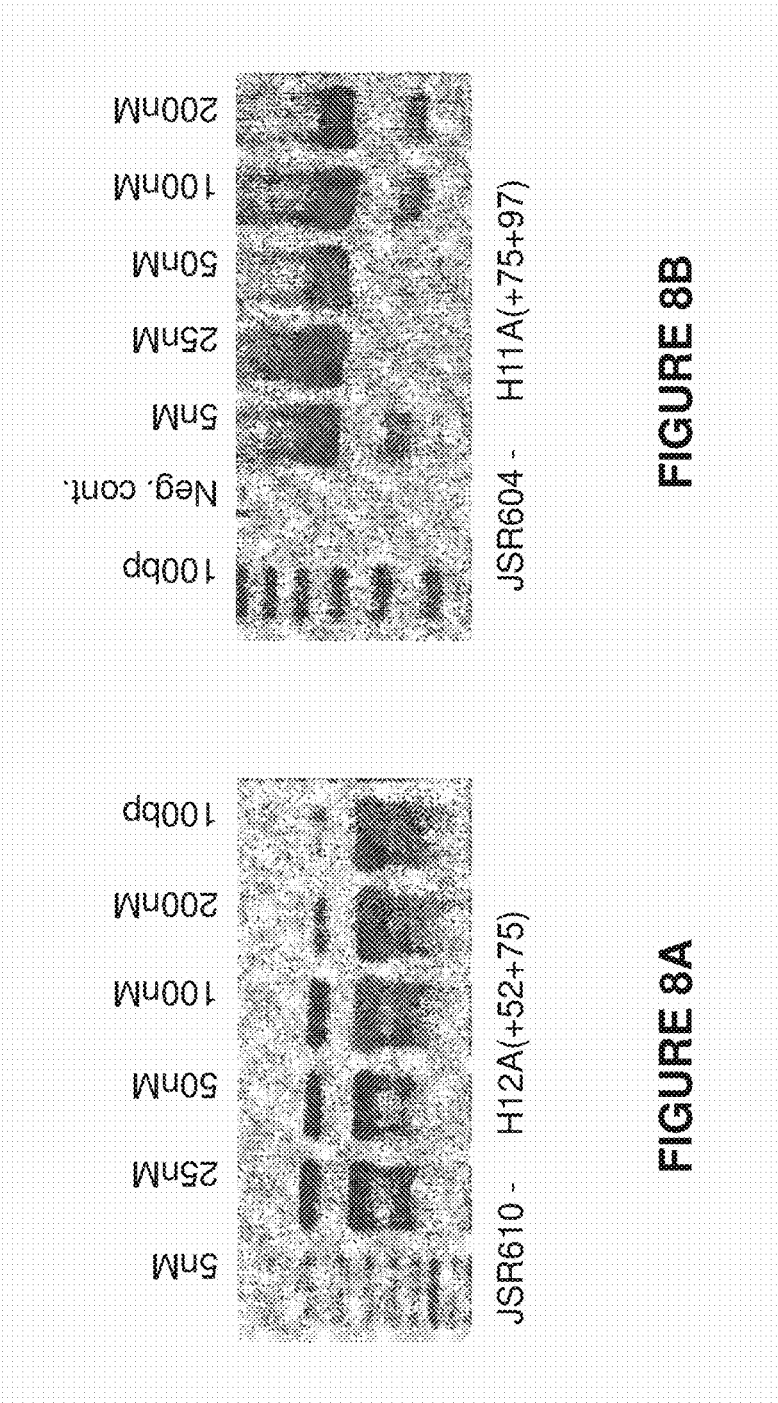 5nM
25nM
50nM
100nM
200nM
100bp
JSR610 - H12A(+52+75)
FIGURE 8A
100bp
Neg. cont.
5nM
25nM
50nM
100nM
200nM
JSR604 - H11A(+75+97)
FIGURE 8B